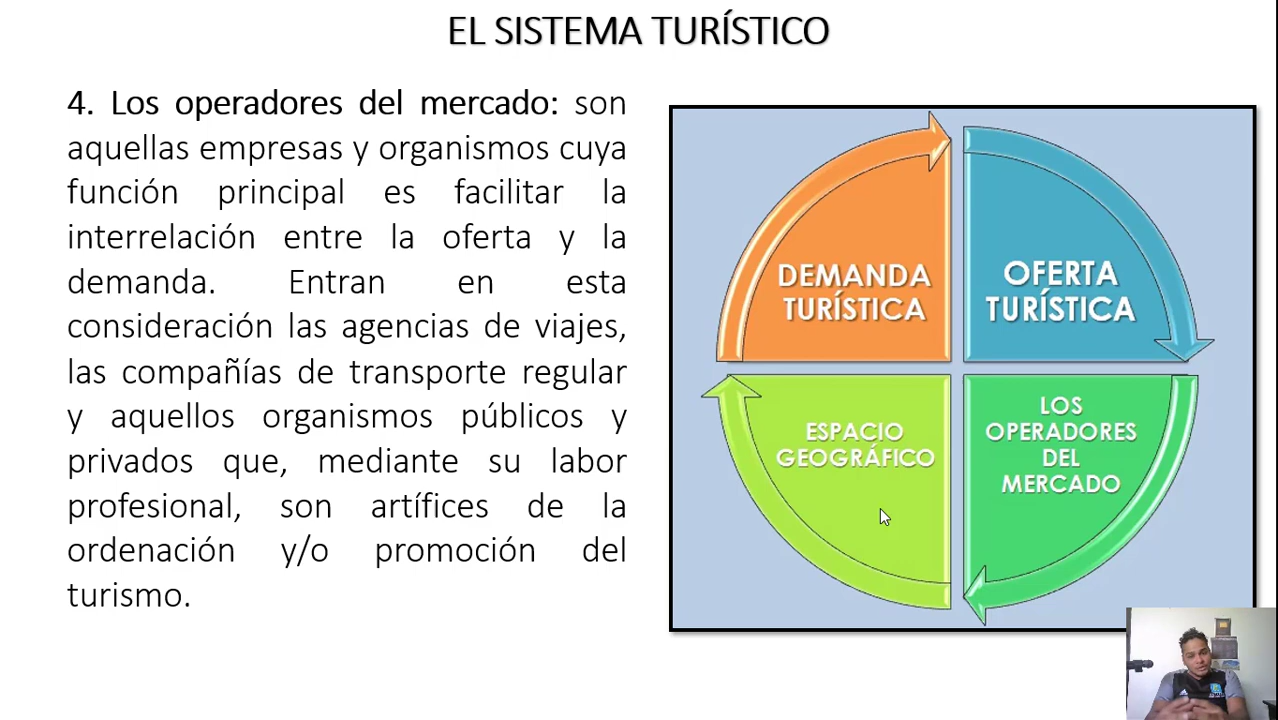 EL SISTEMA TURÍSTICO
4. Los operadores del mercado: son
aquellas empresas y organismos cuya
función principal es facilitar la
interrelación entre la oferta y la
demanda. Entran en esta
consideración las agencias de viajes,
las compañías de transporte regular
y aquellos organismos públicos y
privados que, mediante su labor
profesional, son artífices de la
ordenación y/o promoción del
turismo.
DEMANDA
TURÍSTICA
OFERTA
TURÍSTICA
ESPACIO
GEOGRÁFICO
LOS
OPERADORES
DEL
MERCADO